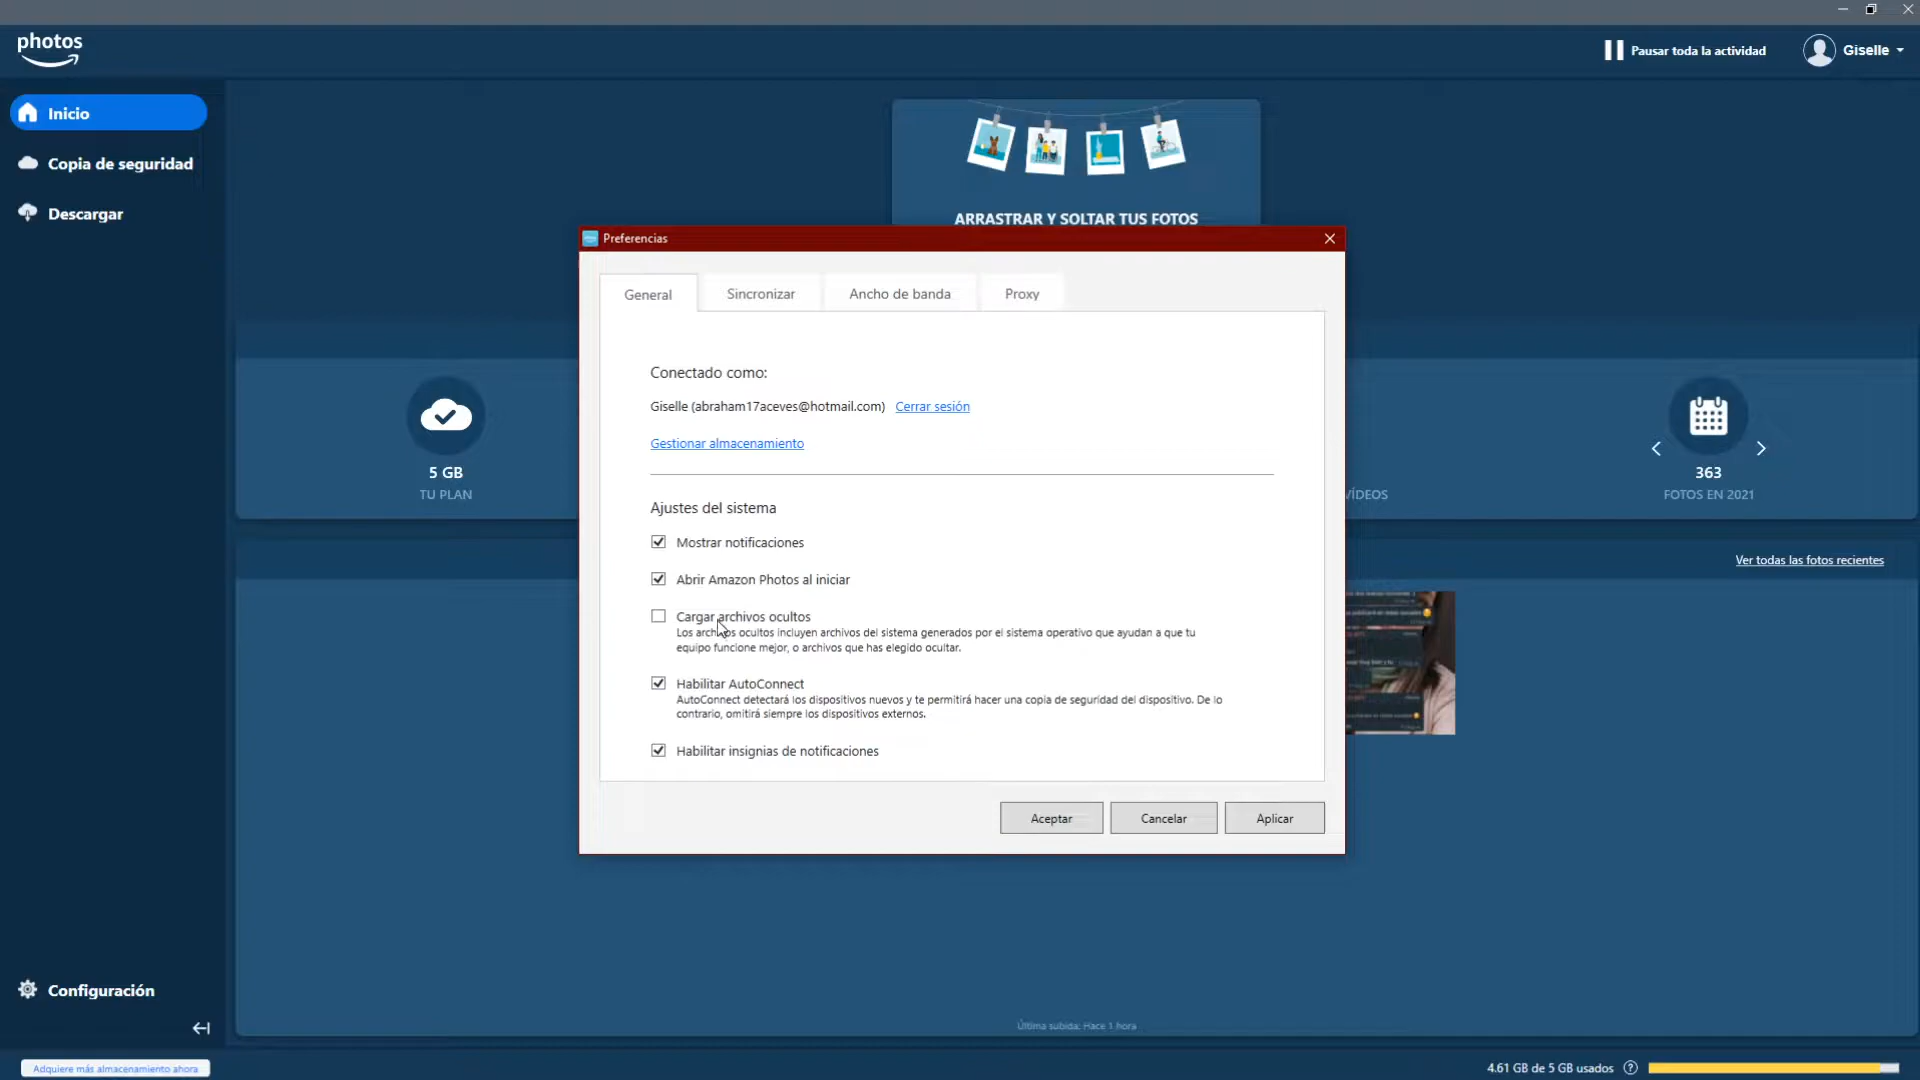 photos
Pausar toda la actividad
Giselle
Inicio
Copia de seguridad
Descargar
ARRASTRAR Y SOLTAR TUS FOTOS
Preferencias
General
Sincronizar
Ancho de banda
Proxy
Conectado como:
Giselle (abraham17aceves@hotmail.com) Cerrar sesión
Gestionar almacenamiento
5 GB
TU PLAN
VÍDEOS
363
FOTOS EN 2021
Ajustes del sistema
Mostrar notificaciones
Abrir Amazon Photos al iniciar
Cargar archivos ocultos
Los archivos ocultos incluyen archivos del sistema generados por el sistema operativo que ayudan a que tu
equipo funcione mejor, o archivos que has elegido ocultar.
Habilitar AutoConnect
AutoConnect detectará los dispositivos nuevos y te permitirá hacer una copia de seguridad del dispositivo. De lo
contrario, omitirá siempre los dispositivos externos.
Habilitar insignias de notificaciones
Ver todas las fotos recientes
Aceptar
Cancelar
Aplicar
Configuración
Última subida: Hace 1 hora
Adquiere más almacenamiento ahora
4.61 GB de 5 GB usados